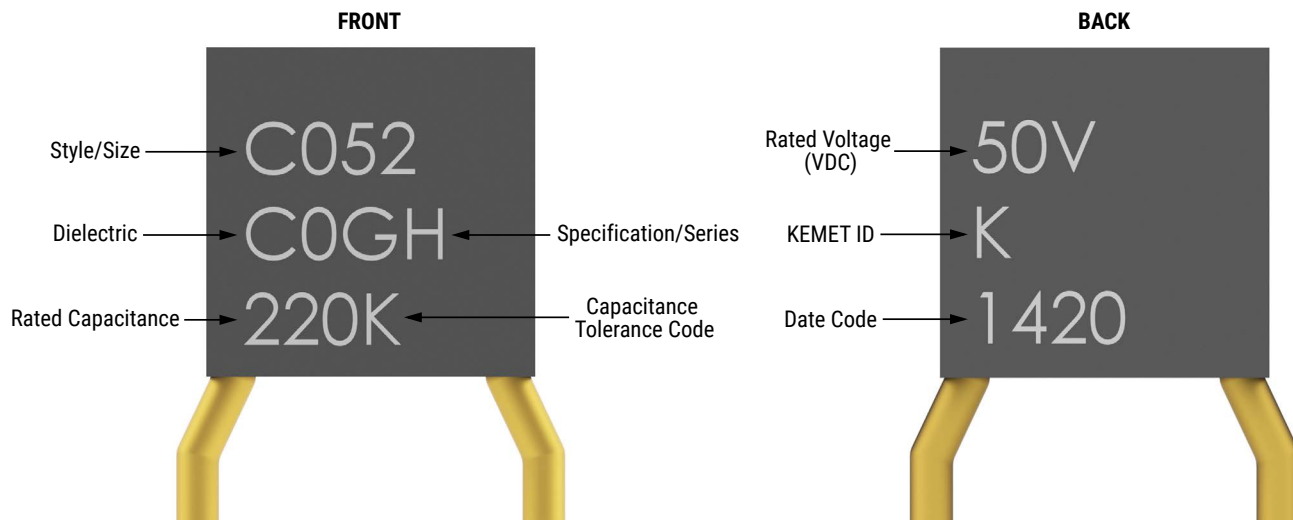 FRONT
BACK
Style/Size
C052
Dielectric
C0GH
Specification/Series
Rated Capacitance
220K
Capacitance
Tolerance Code
Rated Voltage
(VDC)
50V
KEMET ID
K
Date Code
1420